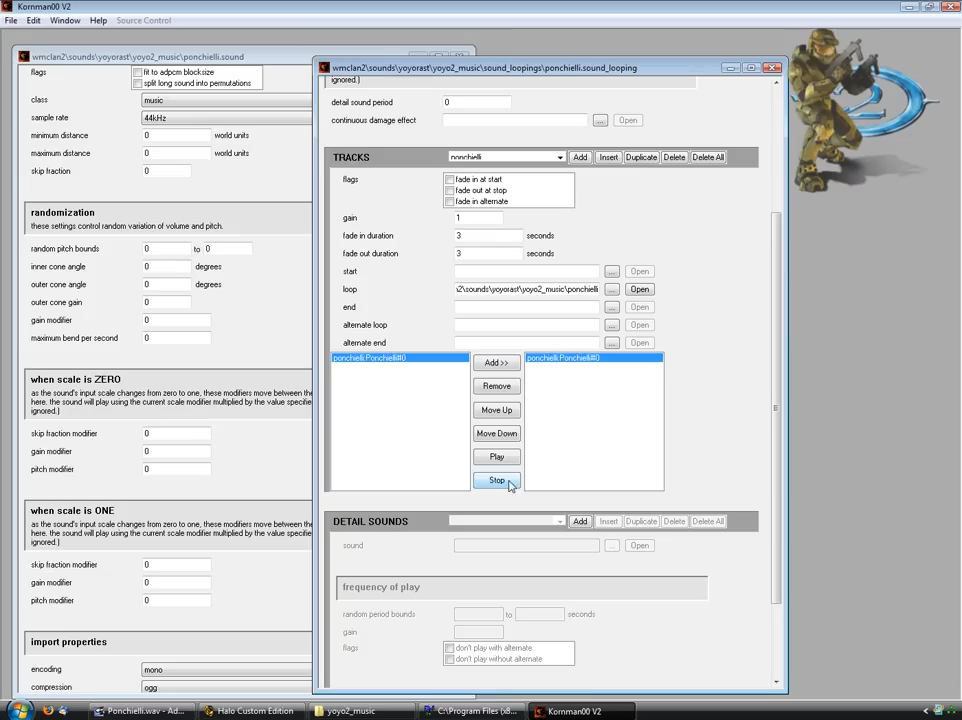 Kornman00 V2
File Edit Window Help Source Control
wmclan2\sounds\yoyorast\yoyo2_music\ponchielli.sound
flags
fit to adpcm blocksize
split long sound into permutations
class music
sample rate 44kHz
minimum distance 0 world units
maximum distance 0 world units
skip fraction 0
randomization
these settings control random variation of volume and pitch.
random pitch bounds 0 to 0
inner cone angle 0 degrees
outer cone angle 0 degrees
outer cone gain 0
gain modifier 0
maximum bend per second 0
when scale is ZERO
as the sound's input scale changes from zero to one, these modifiers move between the
here. the sound will play using the current scale modifier multiplied by the value specifie
ignored.)
skip fraction modifier 0
gain modifier 0
pitch modifier 0
when scale is ONE
as the sound's input scale changes from zero to one, these modifiers move between the
here. the sound will play using the current scale modifier multiplied by the value specifie
ignored.)
skip fraction modifier 0
gain modifier 0
pitch modifier 0
import properties
encoding mono
compression ogg
wmclan2\sounds\yoyorast\yoyo2_music\sound_loopings\ponchielli.sound_looping
ignored.)
detail sound period 0
continuous damage effect ... Open
TRACKS ponchielli Add Insert Duplicate Delete Delete All
flags
fade in at start
fade out at stop
fade in alternate
gain 1
fade in duration 3 seconds
fade out duration 3 seconds
start ... Open
loop \2\sounds\yoyorast\yoyo2_music\ponchielli ... Open
end ... Open
alternate loop ... Open
alternate end ... Open
ponchielli:Ponchielli#0 Add >> ponchielli:Ponchielli#0
Remove
Move Up
Move Down
Play
Stop
DETAIL SOUNDS Add Insert Duplicate Delete Delete All
sound ... Open
frequency of play
random period bounds to seconds
gain
flags
don't play with alternate
don't play without alternate
Ponchielli.wav - Ad... Halo Custom Edition yoyo2_music C:\Program Files (x8... Kornman00 V2